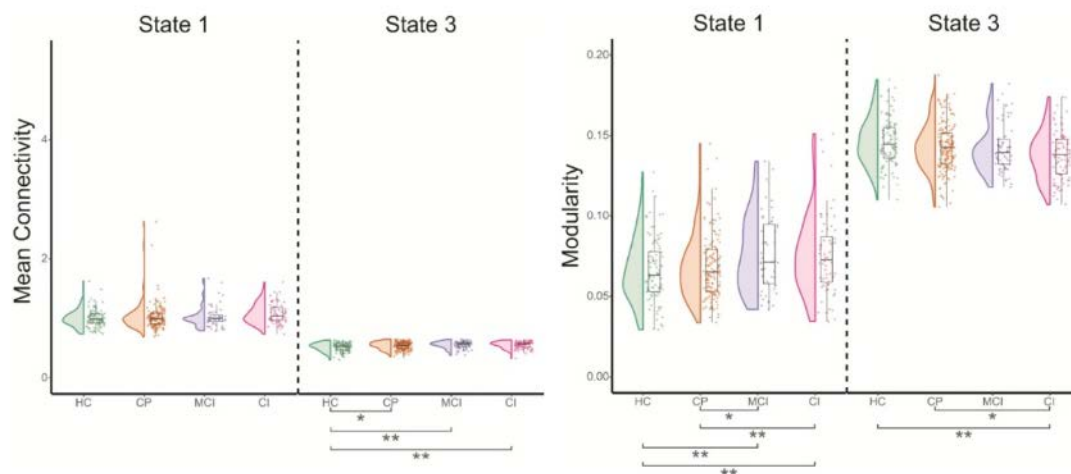 State 1 State 3
Mean Connectivity
4
2
0
HC CP MCI CI HC CP MCI CI
*
**
**
State 1 State 3
Modularity
0.20
0.15
0.10
0.05
0.00
HC CP MCI CI HC CP MCI CI
* *
** **
**
**